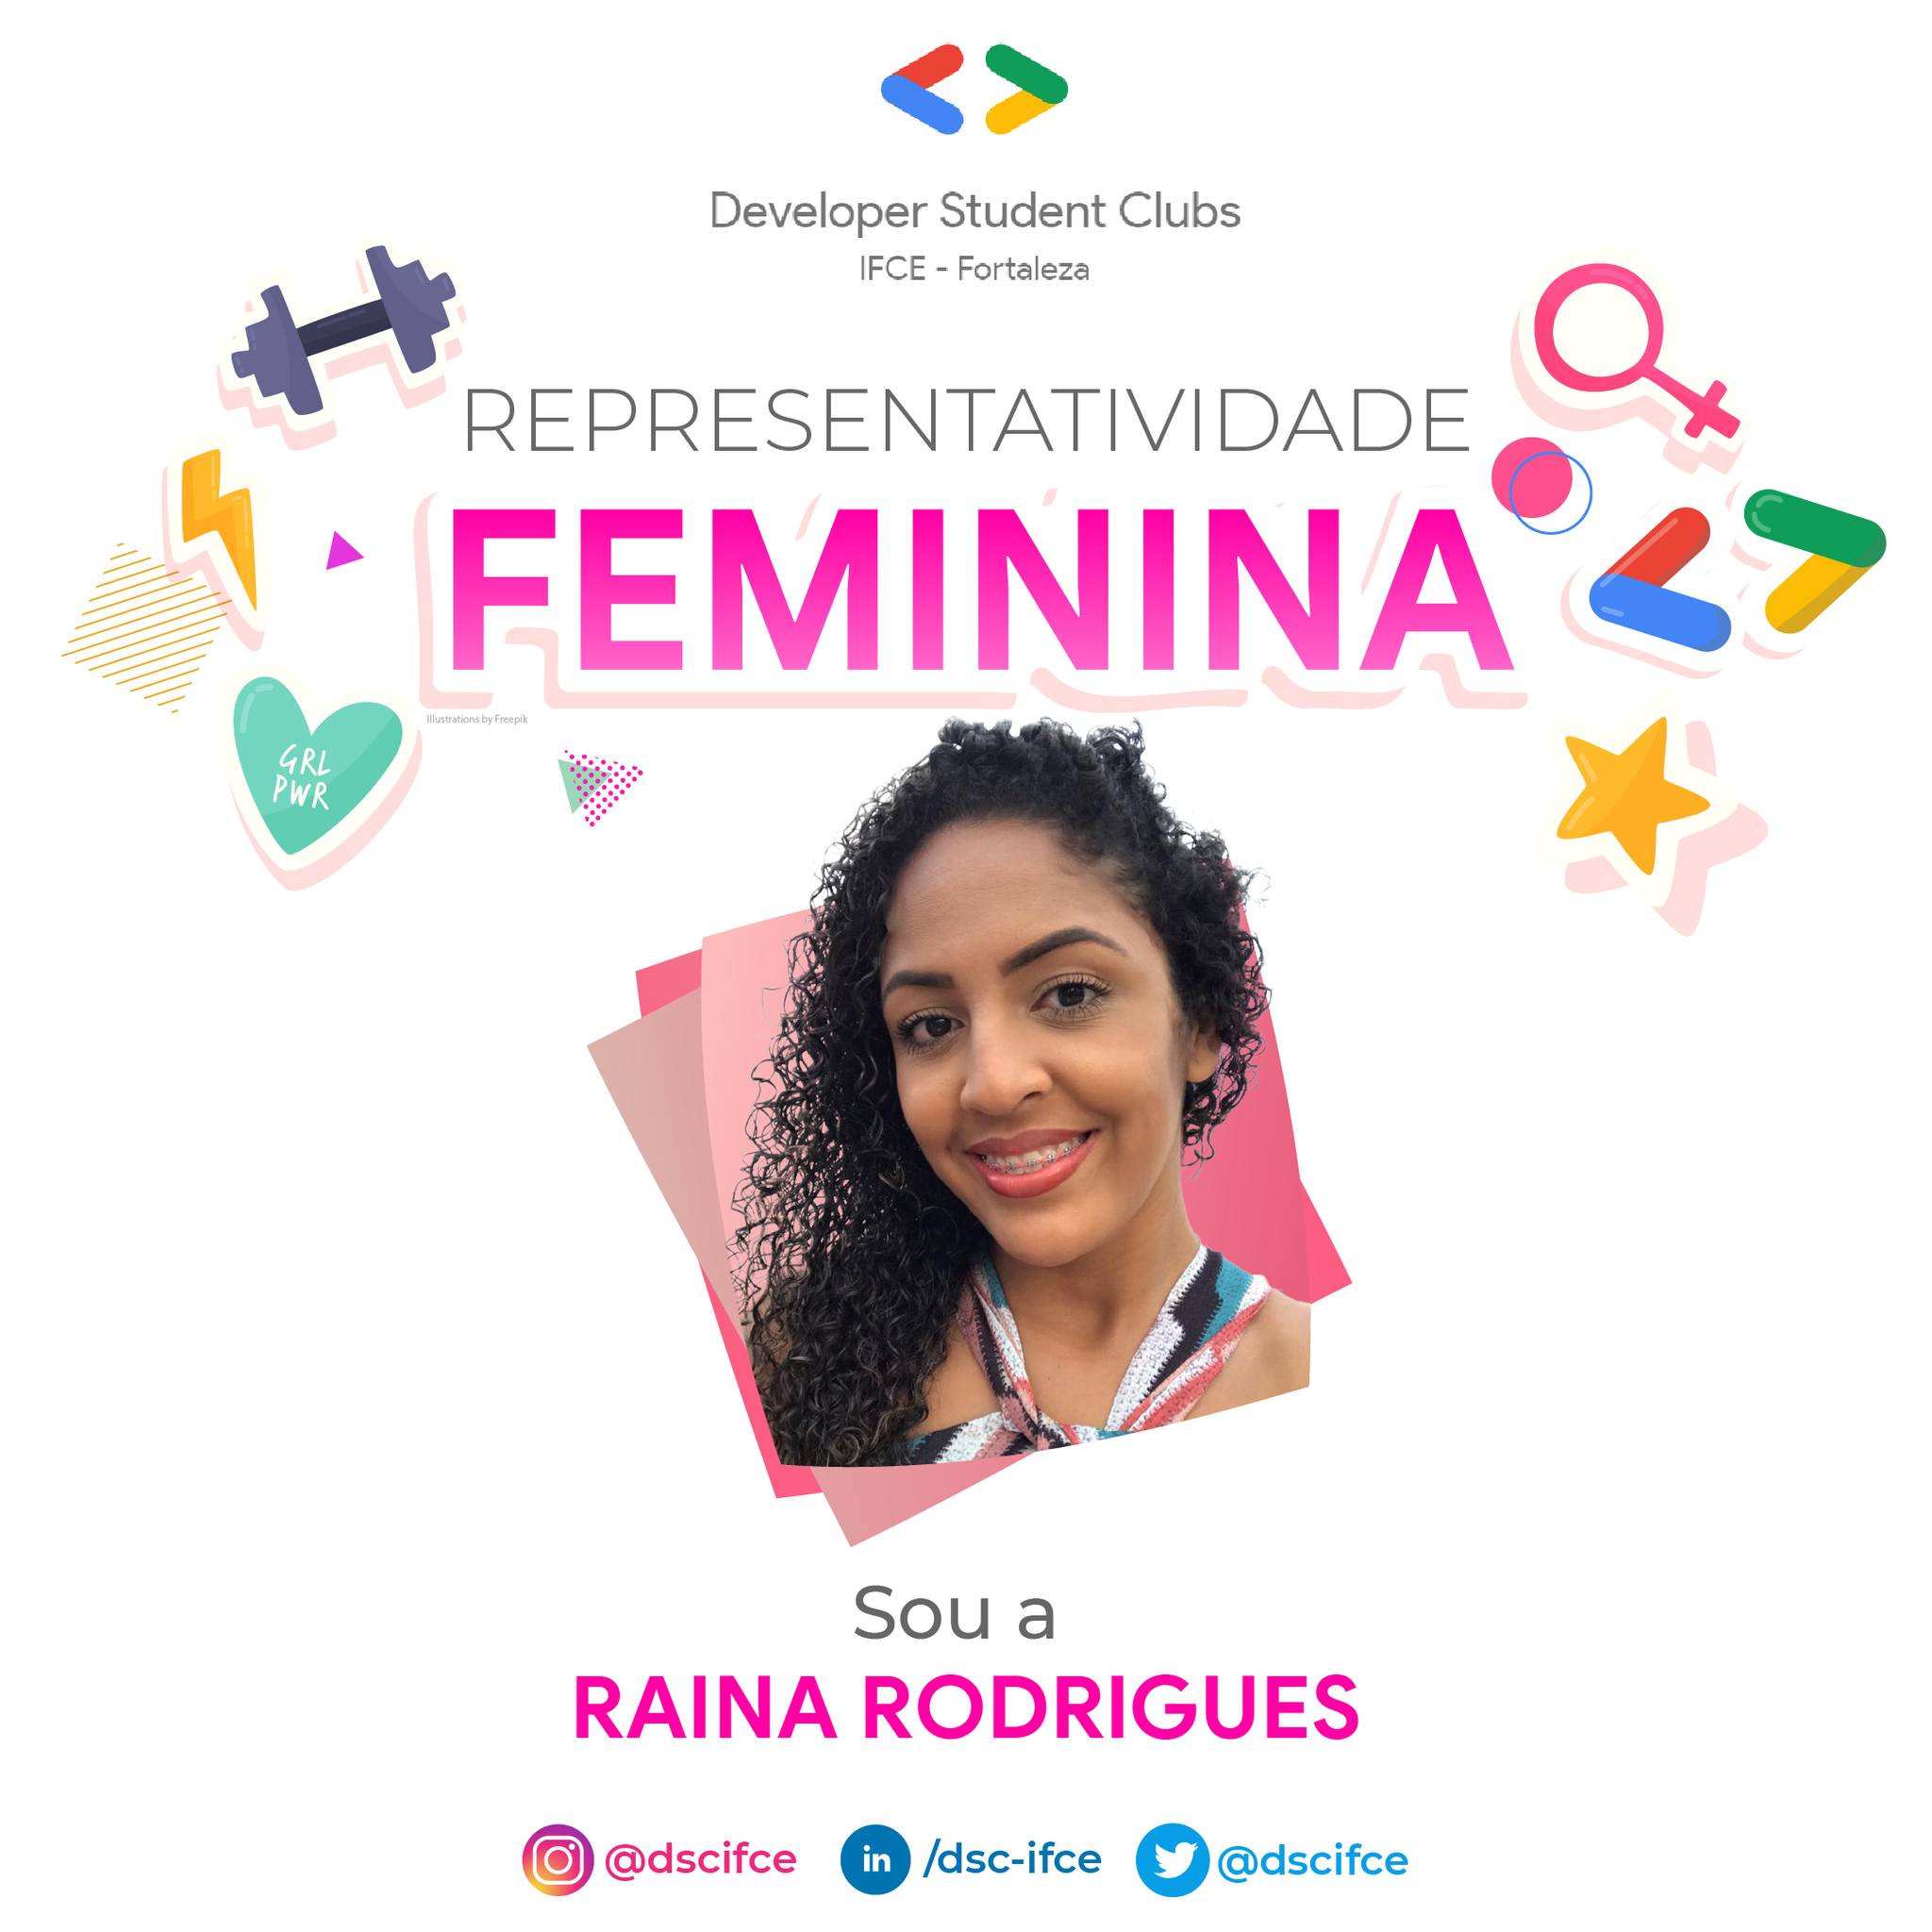 Developer Student Clubs
IFCE - Fortaleza
REPRESENTATIVIDADE
FEMININA
Illustrations by Freepik
GRL
PWR
Sou a
RAINA RODRIGUES
@dscifce
in /dsc-ifce
@dscifce